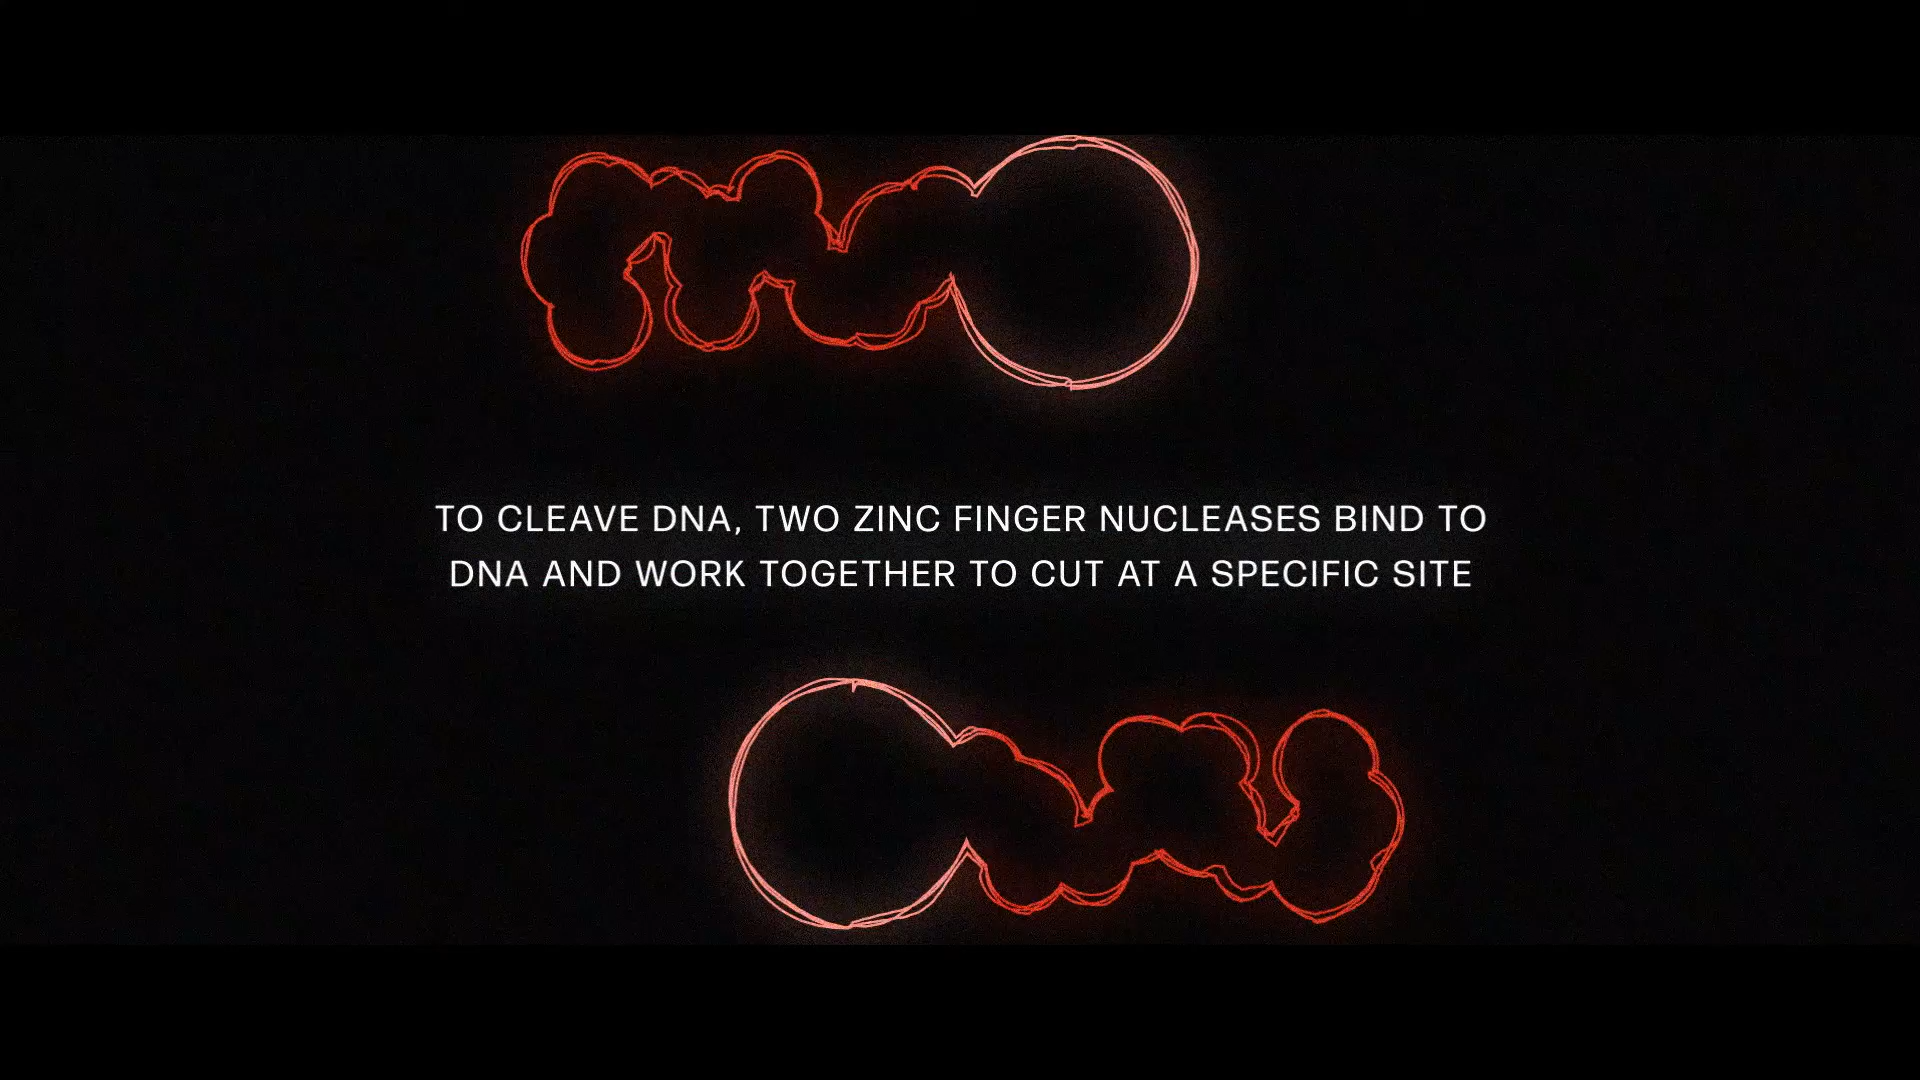 TO CLEAVE DNA, TWO ZINC FINGER NUCLEASES BIND TO
DNA AND WORK TOGETHER TO CUT AT A SPECIFIC SITE